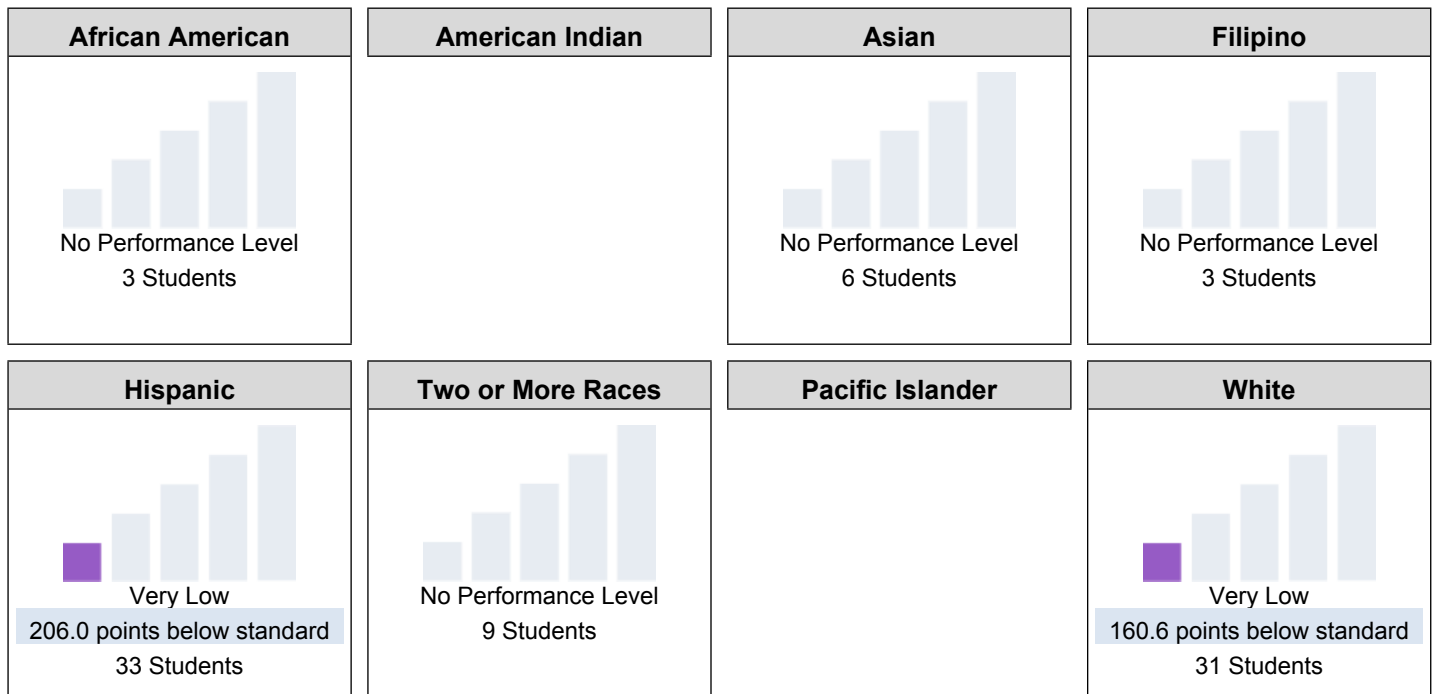 African American
No Performance Level
3 Students
American Indian
Asian
No Performance Level
6 Students
Filipino
No Performance Level
3 Students
Hispanic
Very Low
206.0 points below standard
33 Students
Two or More Races
No Performance Level
9 Students
Pacific Islander
White
Very Low
160.6 points below standard
31 Students